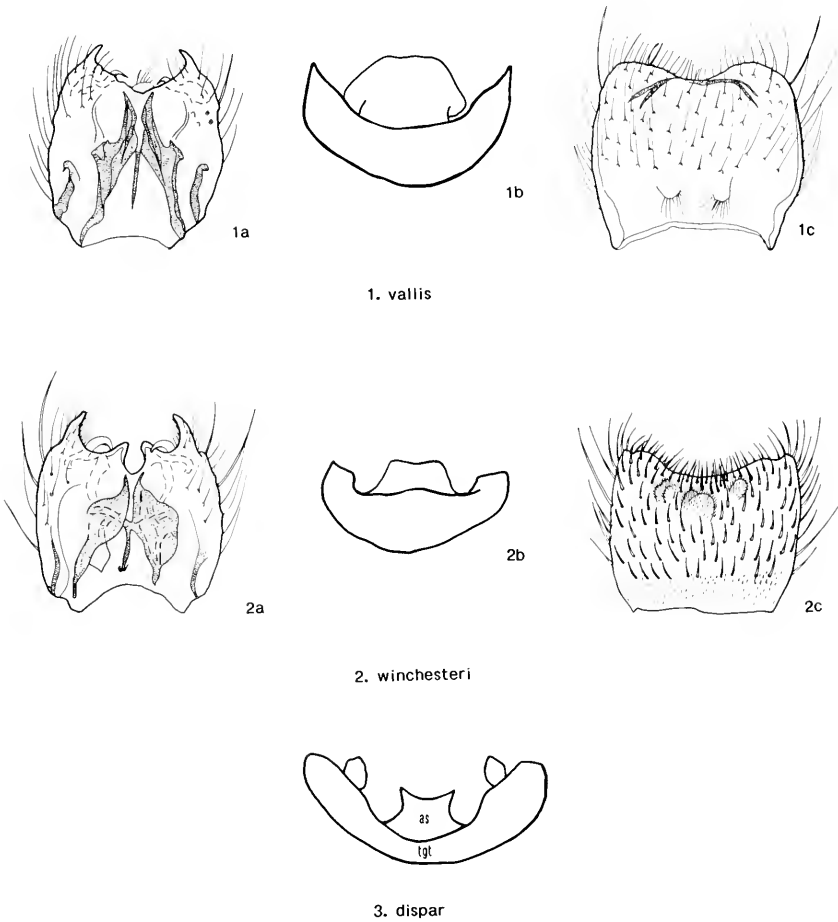 1a
1b
1c
1. vallis
2a
2b
2c
2. winchesteri
as
tgt
3. dispar